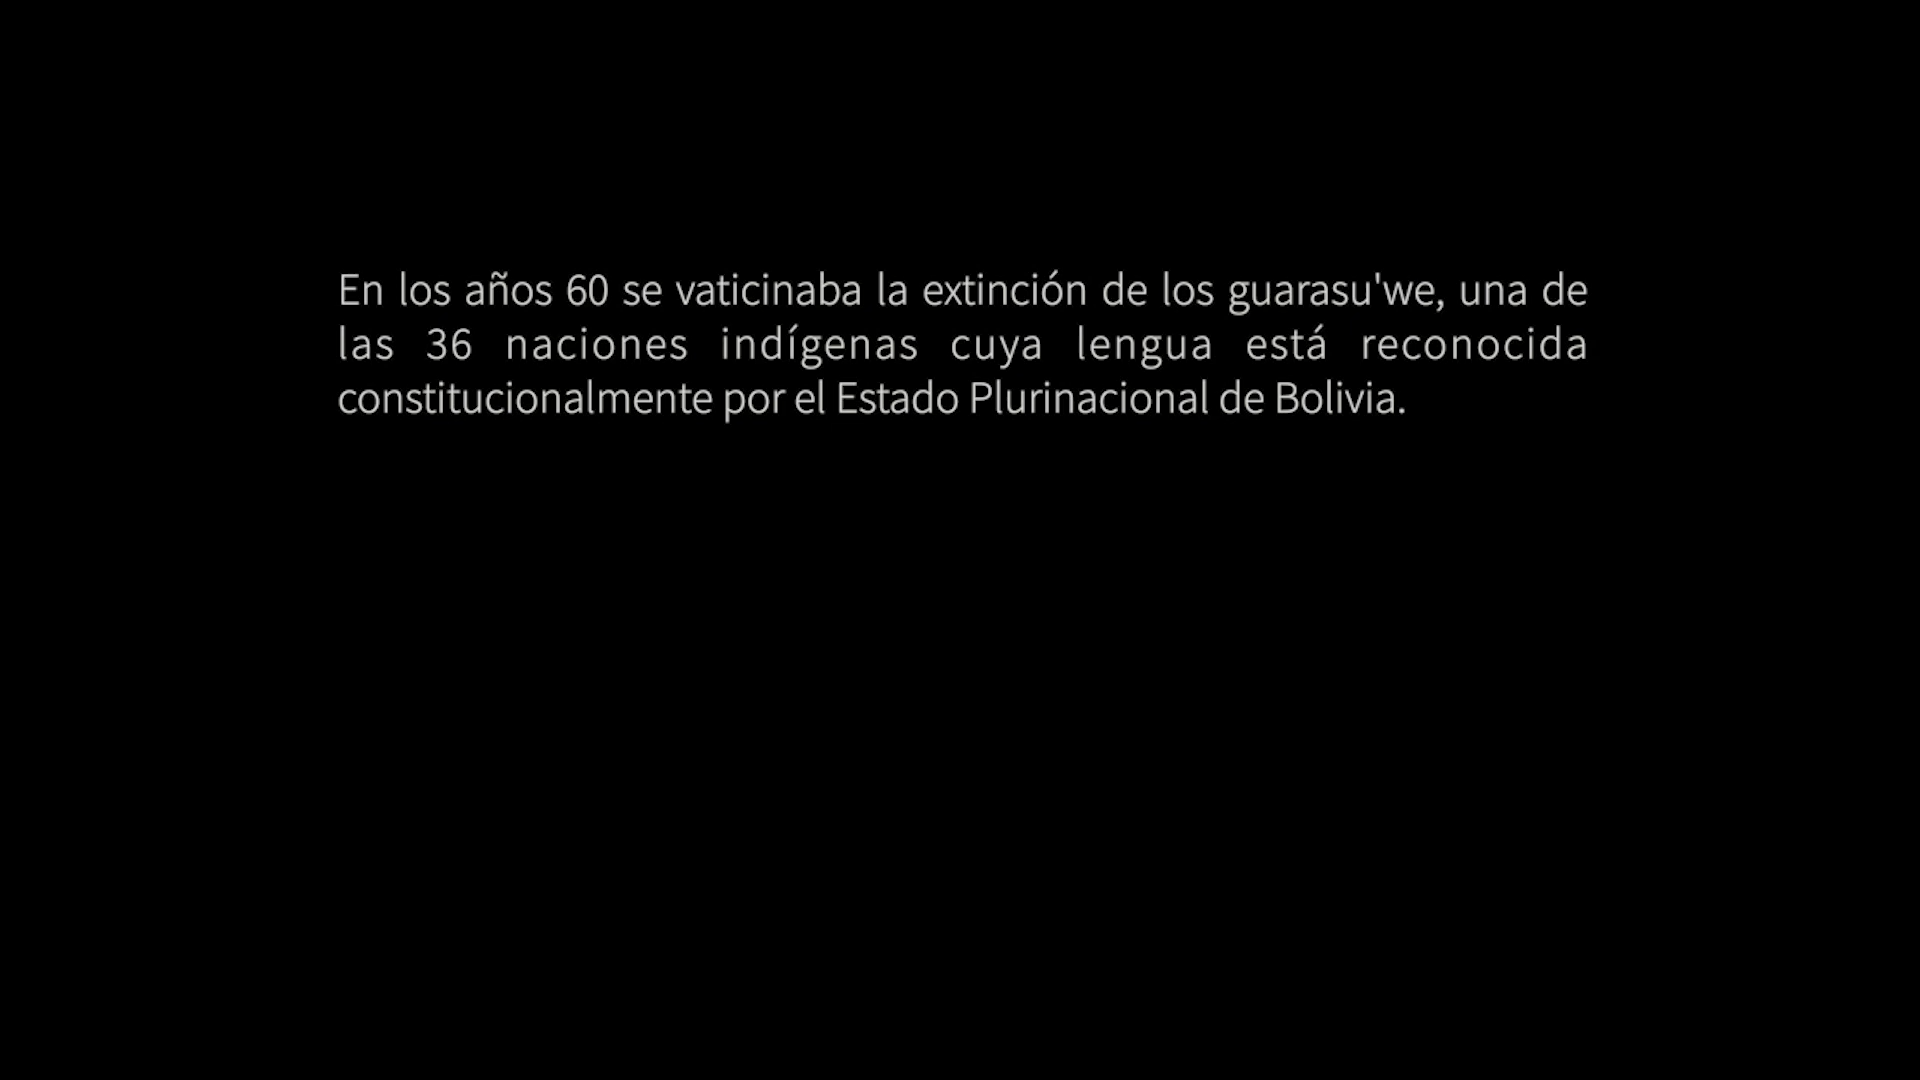 En los años 60 se vaticinaba la extinción de los guarasu'we, una de
las 36 naciones indígenas cuya lengua está reconocida
constitucionalmente por el Estado Plurinacional de Bolivia.